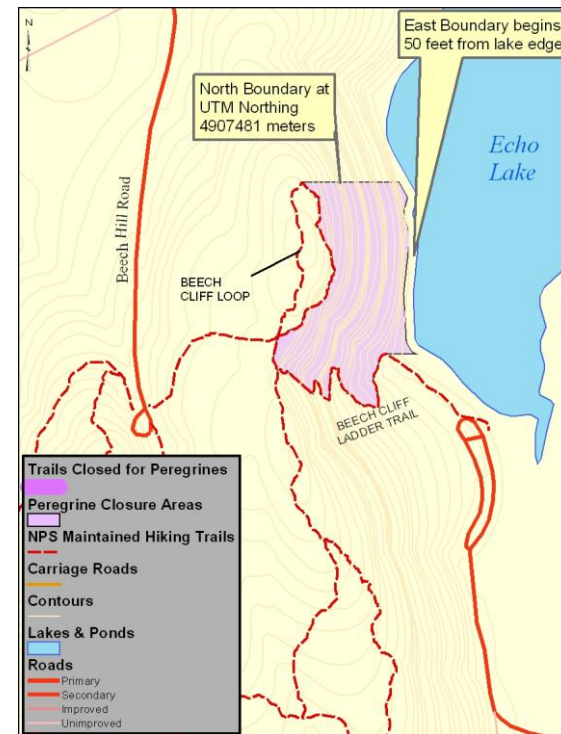 N
East Boundary begins
50 feet from lake edge
North Boundary at
UTM Northing
4907481 meters
Echo
Lake
Beech Hill Road
BEECH
CLIFF LOOP
BEECH CLIFF
LADDER TRAIL
Trails Closed for Peregrines
Peregrine Closure Areas
NPS Maintained Hiking Trails
Carriage Roads
Contours
Lakes & Ponds
Roads
Primary
Secondary
Improved
Unimproved